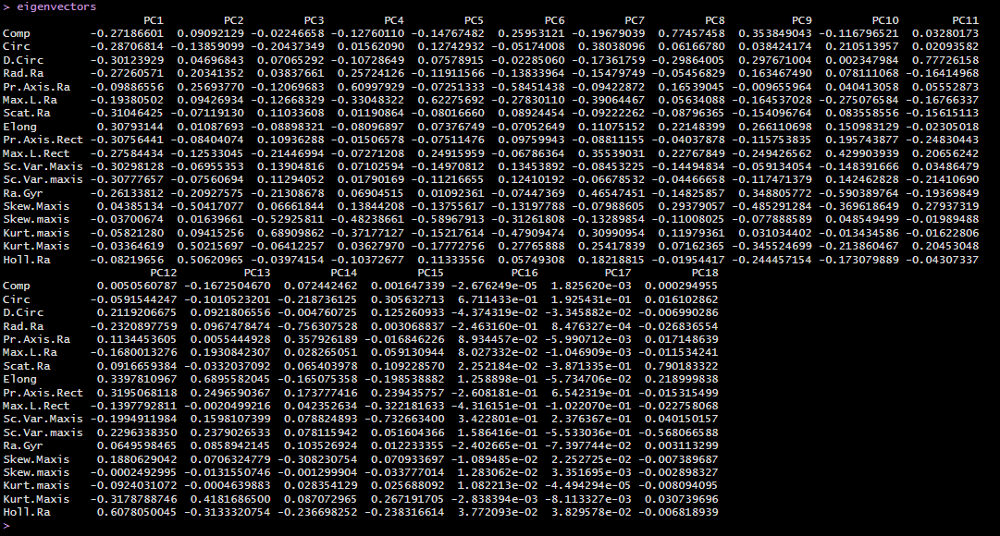 > eigenvectors
PC1 PC2 PC3 PC4 PC5 PC6 PC7 PC8 PC9 PC10 PC11
Comp -0.27186601 0.09092129 -0.02246658 -0.12760110 -0.14767482 0.25953121 -0.19679039 0.77457458 0.353849043 -0.116796521 0.03280173
Circ -0.28706814 -0.13859099 -0.20437349 0.01562090 0.12742932 -0.05174008 0.38038096 0.06166780 0.038424174 0.210513957 0.02093582
D.Circ -0.30123929 0.04696843 0.07065292 -0.10728649 0.07578915 -0.02285060 -0.17361759 -0.29864005 0.297671004 0.002347984 0.77726158
Rad.Ra -0.27260571 0.20341352 0.03837661 0.25724126 -0.11911566 -0.13833964 -0.15479749 -0.05456829 0.163467490 0.078111068 -0.16414968
Pr.Axis.Ra -0.09886556 0.25693770 -0.12069683 0.60997929 -0.07251333 -0.58451438 -0.09422872 0.16539045 -0.009655964 0.040413058 0.05552873
Max.L.Ra -0.19380502 0.09426934 -0.12668329 -0.33048322 0.62275692 -0.27830110 -0.39064467 0.05634088 -0.164537028 -0.275076584 -0.16766337
Scat.Ra -0.31046425 -0.07119130 0.11033608 0.01190864 -0.08016660 0.08924454 -0.09222262 -0.08796365 -0.154096764 0.083558556 -0.15615113
Elong 0.30793144 0.01087693 -0.08898321 -0.08096897 0.07376749 -0.07052649 0.11075152 0.22148399 0.266110698 0.150983129 -0.02305018
Pr.Axis.Rect -0.30756441 -0.08404074 0.10936288 -0.01506578 -0.07511476 0.09759943 -0.08811155 -0.04037878 -0.115753835 0.195743877 -0.24830443
Max.L.Rect -0.27584434 -0.12533045 -0.21446994 -0.07271208 0.24915959 -0.06786364 0.35539031 0.22767849 -0.249426562 0.429903939 0.20656242
Sc.Var.Maxis -0.30298128 -0.06955353 0.13904816 0.07102594 -0.14970812 0.13453892 -0.08453225 -0.14494834 -0.059134054 -0.148391666 0.03486479
Sc.Var.maxis -0.30777657 -0.07560694 0.11294052 0.01790169 -0.11216655 0.12410192 -0.06678532 -0.04466658 -0.117471379 0.142462828 -0.21410690
Ra.Gyr -0.26133812 -0.20927575 -0.21308678 0.06904515 0.01092361 -0.07447369 0.46547451 -0.14825857 0.348805772 -0.590389764 -0.19369849
Skew.Maxis 0.04385134 -0.50417077 0.06661844 0.13844208 -0.13755617 -0.13197788 -0.07988605 0.29379057 -0.485291284 -0.369618649 0.27937319
Skew.maxis -0.03700674 0.01639661 -0.52925811 -0.48238661 -0.58967913 -0.31261808 -0.13289854 -0.11008025 -0.077888589 0.048549499 -0.01989488
Kurt.maxis -0.05821280 0.09415256 0.68909862 -0.37177127 -0.15217614 -0.47909474 0.30990954 0.11979361 0.031034402 -0.013434586 -0.01622806
Kurt.Maxis -0.03364619 0.50215697 -0.06412257 0.03627970 -0.17772756 0.27765888 0.25417839 0.07162365 -0.345524699 -0.213860467 0.20453048
Holl.Ra -0.08219656 0.50620965 -0.03974154 -0.10372677 0.11333556 0.05749308 0.18218815 -0.01954417 -0.244457154 -0.173079889 -0.04307337
PC12 PC13 PC14 PC15 PC16 PC17 PC18
Comp 0.0050560787 -0.1672504670 0.072442462 0.001647339 -2.676249e-05 1.825620e-03 0.000294955
Circ -0.0591544247 -0.1010523201 -0.218736125 0.305632713 6.711433e-01 1.925431e-01 0.016102862
D.Circ 0.2119206675 0.0921806556 -0.004760725 0.125260933 -4.374319e-02 -3.345882e-02 -0.006990286
Rad.Ra -0.2320897759 0.0967478474 -0.756307528 0.003068837 -2.463160e-01 8.476327e-04 -0.026836554
Pr.Axis.Ra 0.1134453605 0.0055444928 0.357926189 -0.016846226 8.934457e-02 -5.990712e-03 0.017148639
Max.L.Ra -0.1680013276 0.1930842307 0.028265051 0.059130944 8.027332e-02 -1.046909e-03 -0.011534241
Scat.Ra 0.0916659384 -0.0332037092 0.065403978 0.109228570 2.252184e-02 -3.871335e-01 0.790183322
Elong 0.3397810967 0.6895582045 -0.165075358 -0.198538882 1.258898e-01 -5.734706e-02 0.218999838
Pr.Axis.Rect 0.3195068118 0.2496590367 0.173777416 0.239435757 -2.608181e-01 6.542319e-01 -0.015315499
Max.L.Rect -0.1397792811 -0.0020499216 0.042352634 -0.322181633 -4.316151e-01 -1.022070e-01 -0.022758068
Sc.Var.Maxis -0.1994911984 0.1598107399 0.078824893 -0.732663400 3.422801e-01 2.376367e-01 0.040150157
Sc.Var.maxis 0.2296338350 0.2379026533 0.078115942 0.051604366 1.586416e-01 -5.533036e-01 -0.568066588
Ra.Gyr 0.0649598465 0.0858942145 0.103526924 0.012233355 -2.402665e-01 -7.397744e-02 0.003113299
Skew.Maxis 0.1880629042 0.0706324779 -0.308230754 0.070933697 -1.089485e-02 2.252725e-02 -0.007389687
Skew.maxis -0.0002492995 -0.0131550746 -0.001299904 -0.033777014 1.283062e-02 3.351695e-03 -0.002898327
Kurt.maxis -0.0924031072 -0.0004639883 0.028354129 0.025688092 1.082213e-02 -4.494294e-05 -0.008094095
Kurt.Maxis -0.3178788746 0.4181686500 0.087072965 0.267191705 -2.838394e-03 -8.113327e-03 0.030739696
Holl.Ra 0.6078050045 -0.3133320754 -0.236698252 -0.238316614 3.772093e-02 3.829578e-02 -0.006818939
>